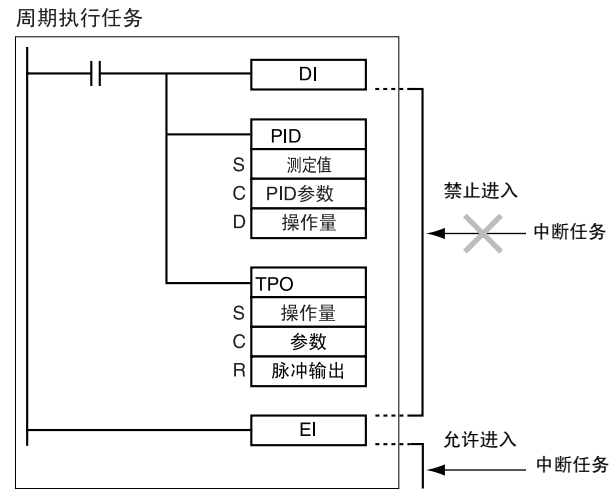 周期执行任务
DI
PID
S 测定值
C PID参数
D 操作量
禁止进入
中断任务
TPO
S 操作量
C 参数
R 脉冲输出
EI
允许进入
中断任务